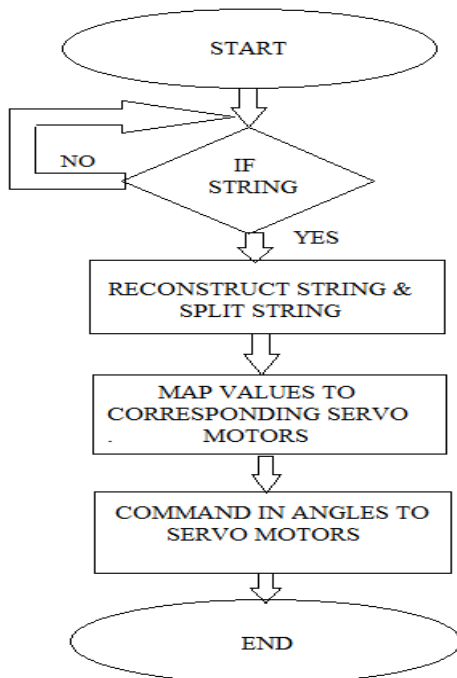 START
NO
IF
STRING
YES
RECONSTRUCT STRING &
SPLIT STRING
MAP VALUES TO
CORRESPONDING SERVO
. MOTORS
COMMAND IN ANGLES TO
SERVO MOTORS
END